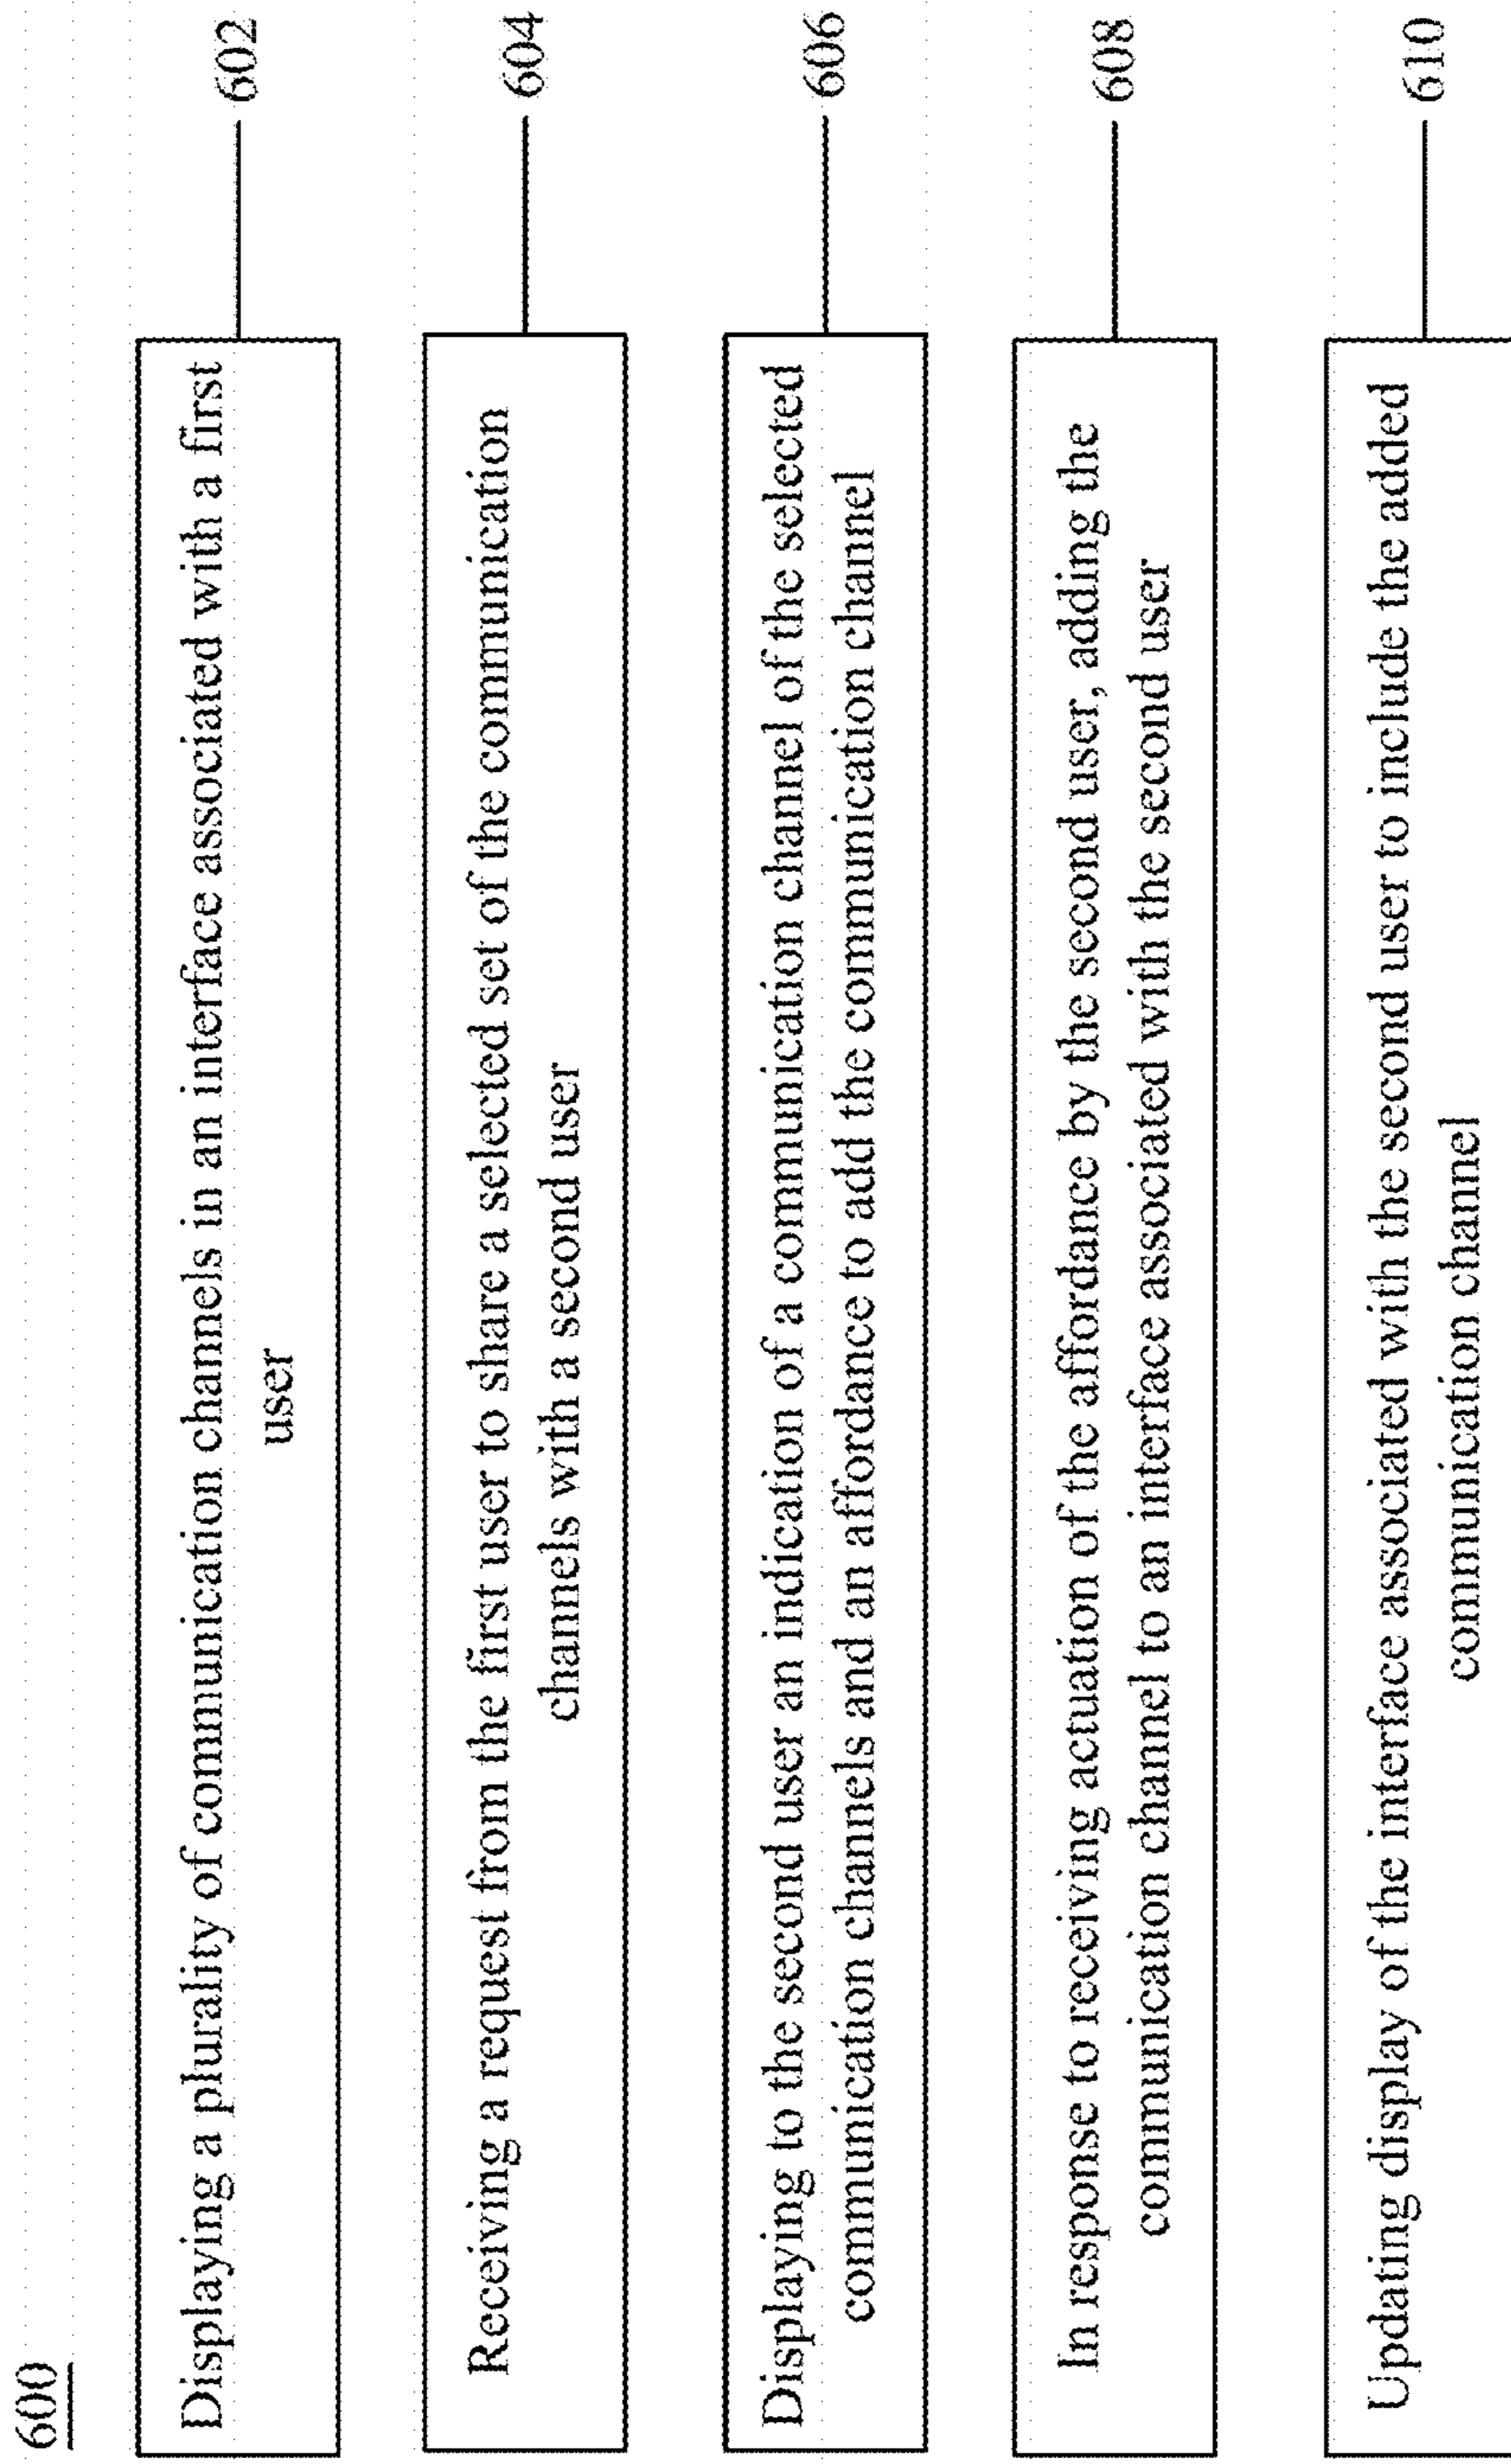 600
Displaying a plurality of communication channels in an interface associated with a first
user
602
Receiving a request from the first user to share a selected set of the communication
channels with a second user
604
Displaying to the second user an indication of a communication channel of the selected
communication channels and an affordance to add the communication channel
606
In response to receiving actuation of the affordance by the second user, adding the
communication channel to an interface associated with the second user
608
Updating display of the interface associated with the second user to include the added
communication channel
610